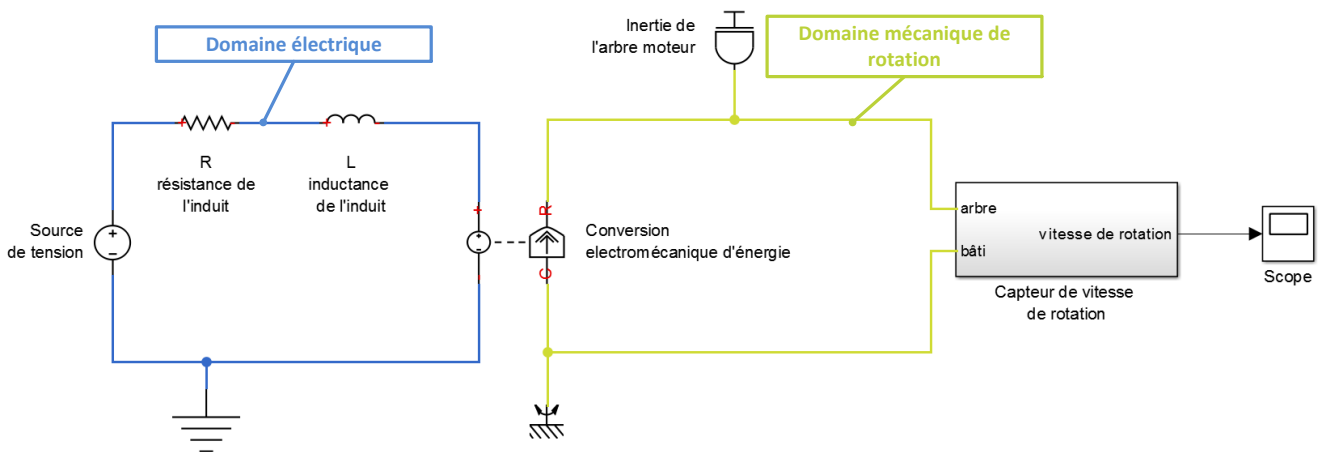 Domaine électrique
Inertie de
l'arbre moteur
Domaine mécanique de
rotation
R
résistance de
l'induit
L
inductance
de l'induit
Source
de tension
+
R
C
Conversion
electromécanique d'énergie
arbre
bâti
vitesse de rotation
Capteur de vitesse
de rotation
Scope